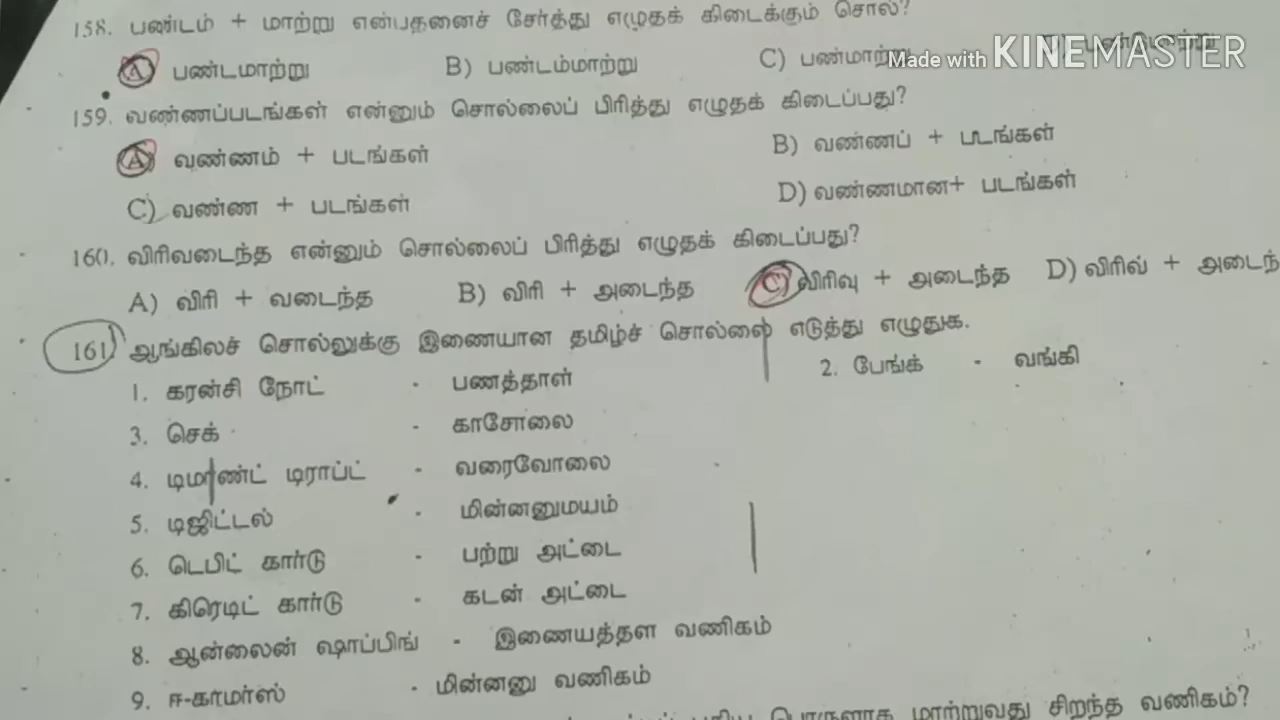 158. பண்டம் + மாற்று என்பதனைச் சேர்த்து எழுதக் கிடைக்கும் சொல்?
A) பண்டமாற்று B) பண்டம்மாற்று C) பண்மாற்று
Made with KINEMASTER
159. வண்ணப்படங்கள் என்னும் சொல்லைப் பிரித்து எழுதக் கிடைப்பது?
A) வண்ணம் + படங்கள் B) வண்ணப் + படங்கள்
C) வண்ண + படங்கள் D) வண்ணமான+ படங்கள்
160. விரிவடைந்த என்னும் சொல்லைப் பிரித்து எழுதக் கிடைப்பது?
A) விரி + வடைந்த B) விரி + அடைந்த C) விரிவு + அடைந்த D) விரிவ் + அடைந்
161) ஆங்கிலச் சொல்லுக்கு இணையான தமிழ்ச் சொல்லை எடுத்து எழுதுக.
1. கரன்சி நோட் - பணத்தாள் 2. பேங்க் - வங்கி
3. செக் - காசோலை
4. டிமாண்ட் டிராப்ட் - வரைவோலை
5. டிஜிட்டல் - மின்னனுமயம்
6. டெபிட் கார்டு - பற்று அட்டை
7. கிரெடிட் கார்டு - கடன் அட்டை
8. ஆன்லைன் ஷாப்பிங் - இணையத்தள வணிகம்
9. ஈ-காமர்ஸ் - மின்னனு வணிகம்
பொருளாக மாற்றுவது சிறந்த வணிகம்?